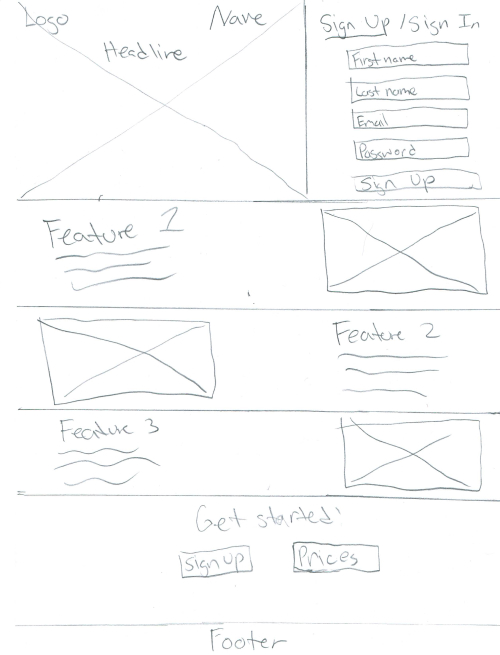 Logo
Nave
Headline
Sign Up / Sign In
First name
Last name
Email
Password
Sign Up
Feature 1
Feature 2
Feature 3
Get started!
Sign up
Prices
Footer